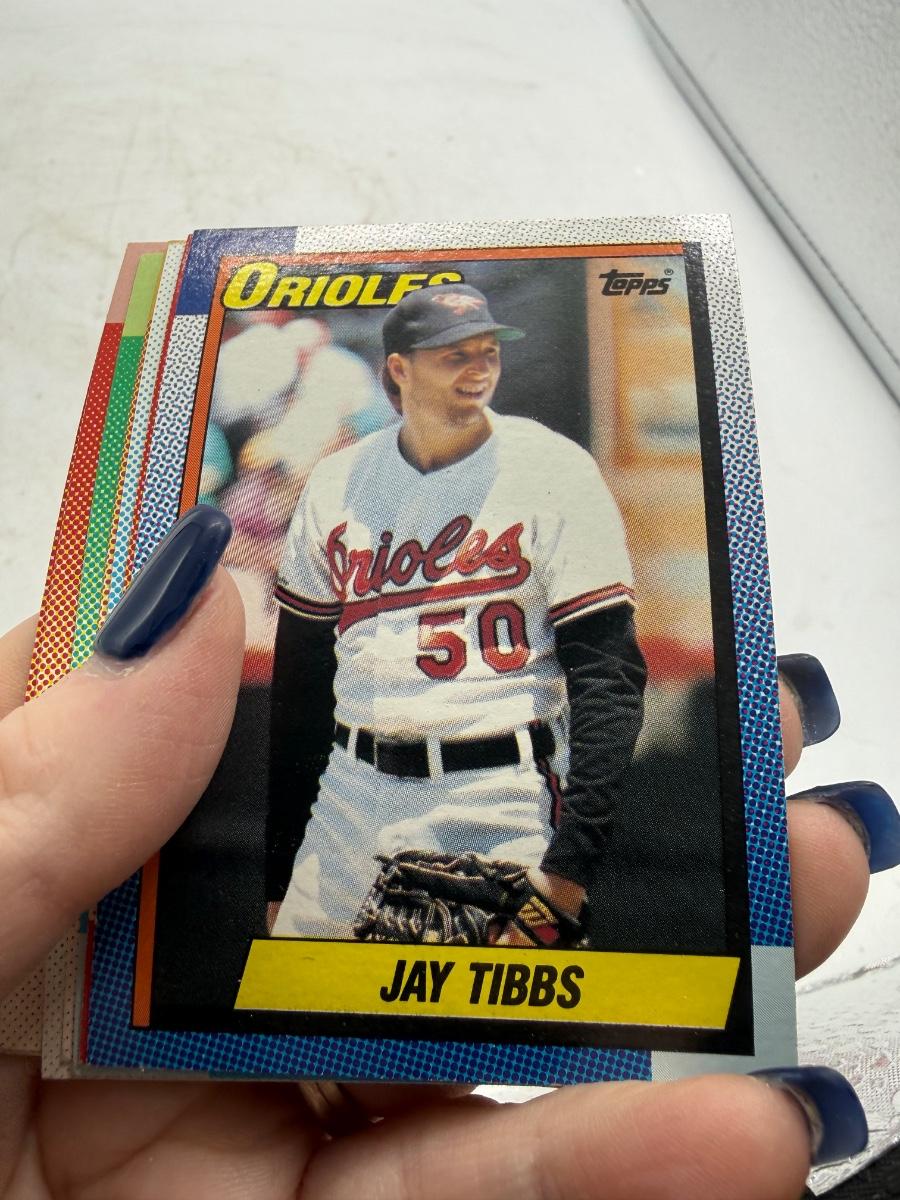 ORIOLES
topps®
Orioles
50
JAY TIBBS